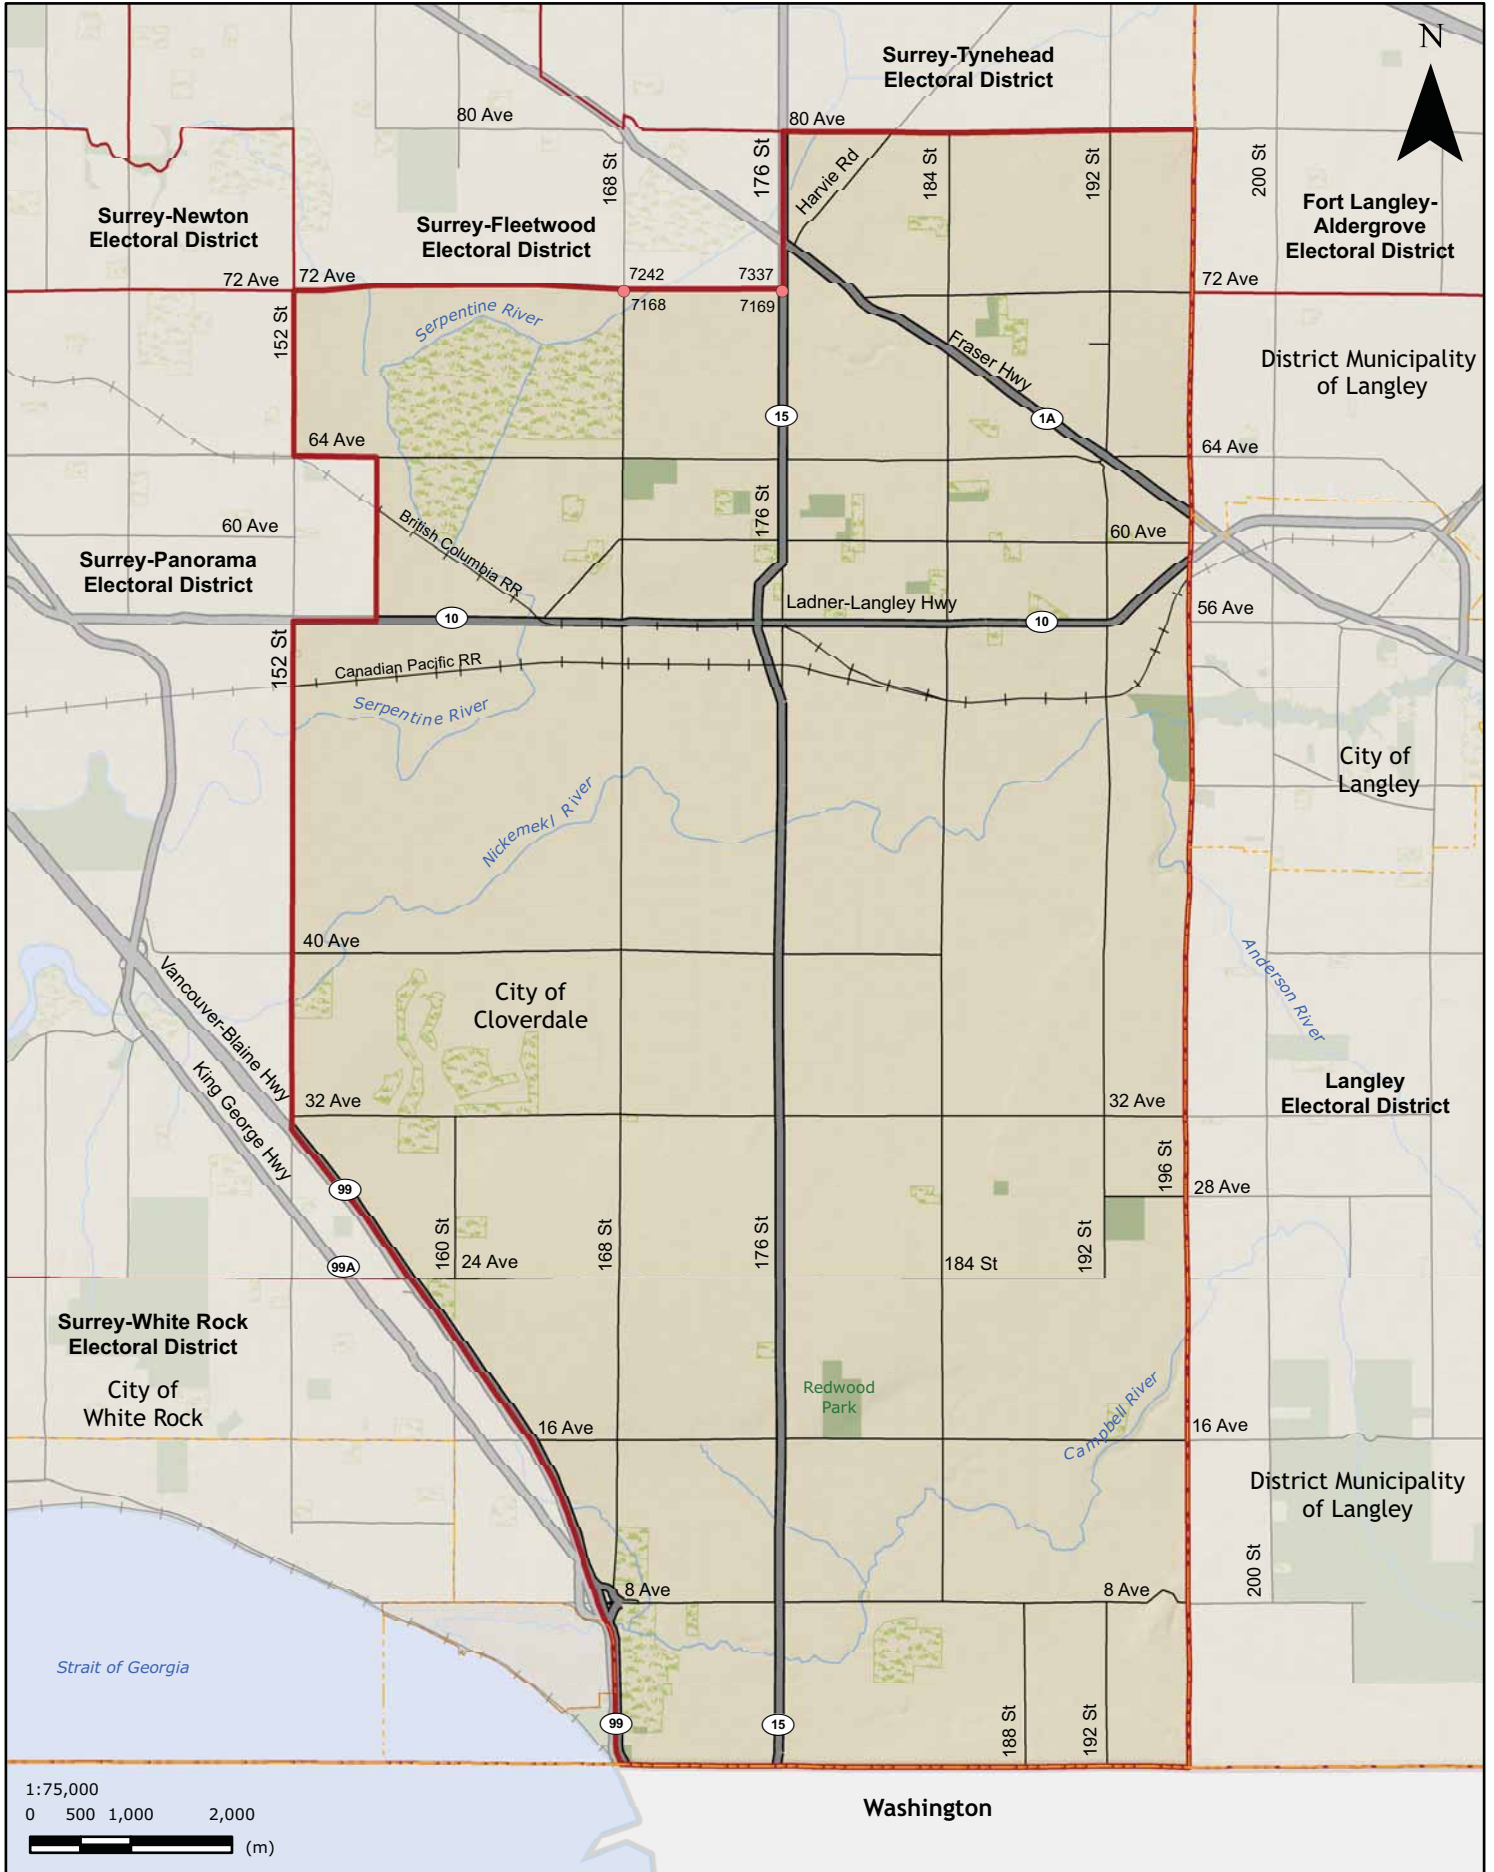 N
Surrey-Tynehead
Electoral District
80 Ave
80 Ave
168 St
176 St
Harvie Rd
184 St
192 St
200 St
Surrey-Newton
Electoral District
Surrey-Fleetwood
Electoral District
Fort Langley-
Aldergrove
Electoral District
72 Ave
72 Ave
7242
7337
72 Ave
7168
7169
152 St
Serpentine River
Fraser Hwy
District Municipality
of Langley
15
1A
64 Ave
64 Ave
176 St
60 Ave
British Columbia RR
60 Ave
Surrey-Panorama
Electoral District
Ladner-Langley Hwy
56 Ave
10
10
152 St
Canadian Pacific RR
Serpentine River
City of
Langley
Nickemekl River
40 Ave
Anderson River
Vancouver-Blaine Hwy
City of
Cloverdale
King George Hwy
Langley
Electoral District
32 Ave
32 Ave
196 St
99
28 Ave
160 St
168 St
176 St
192 St
99A
24 Ave
184 St
Surrey-White Rock
Electoral District
City of
White Rock
Redwood
Park
Campbell River
16 Ave
16 Ave
District Municipality
of Langley
200 St
8 Ave
8 Ave
Strait of Georgia
99
15
188 St
192 St
1:75,000
0 500 1,000 2,000
(m)
Washington